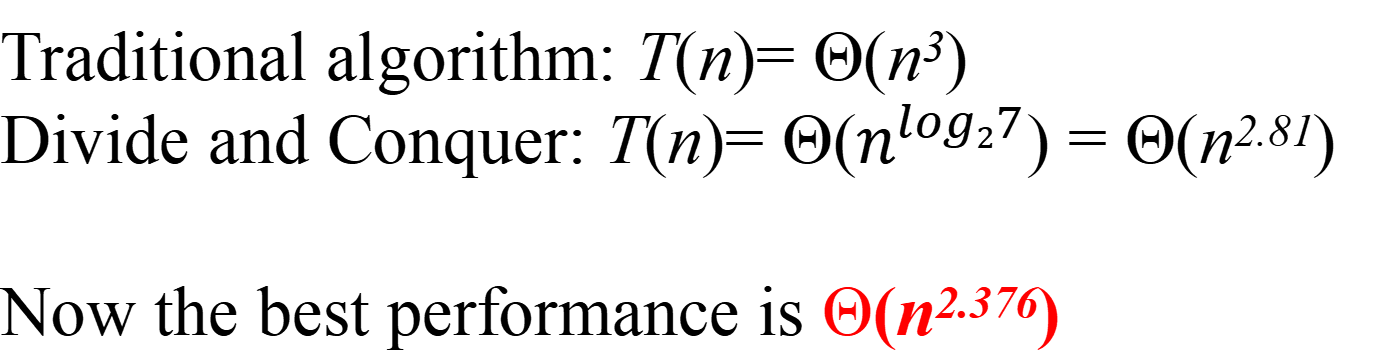 Traditional algorithm: T(n)= Θ(n³)
Divide and Conquer: T(n)= Θ(n^{log₂7}) = Θ(n^{2.81})
Now the best performance is Θ(n^{2.376})